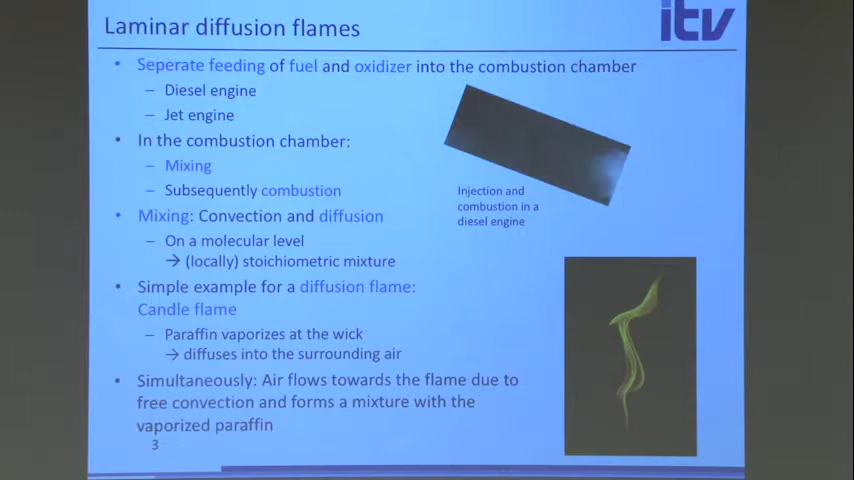 Laminar diffusion flames
itv
• Seperate feeding of fuel and oxidizer into the combustion chamber
– Diesel engine
– Jet engine
• In the combustion chamber:
– Mixing
– Subsequently combustion
Injection and
combustion in a
diesel engine
• Mixing: Convection and diffusion
– On a molecular level
→ (locally) stoichiometric mixture
• Simple example for a diffusion flame:
Candle flame
– Paraffin vaporizes at the wick
→ diffuses into the surrounding air
• Simultaneously: Air flows towards the flame due to
free convection and forms a mixture with the
vaporized paraffin
3